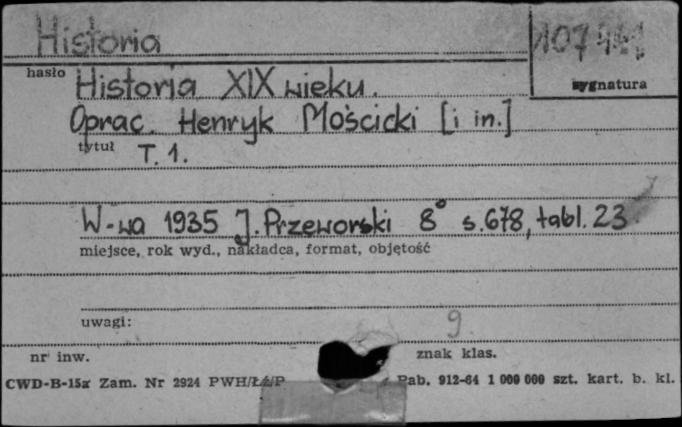 Historia
hasło
sygnatura
Historia XIX wieku.
Oprac. Henryk Mościcki [i in.]
tytuł
T. 1.
W-wa 1935 J. Przeworski 8° s. 678, tabl. 23
miejsce, rok wyd., nakładca, format, objętość
uwagi:
9
nr inw.
znak klas.
CWD-B-15a Zam. Nr 2924 PWH/Łd/P
Pab. 912-64 1 000 000 szt. kart. b. kl.